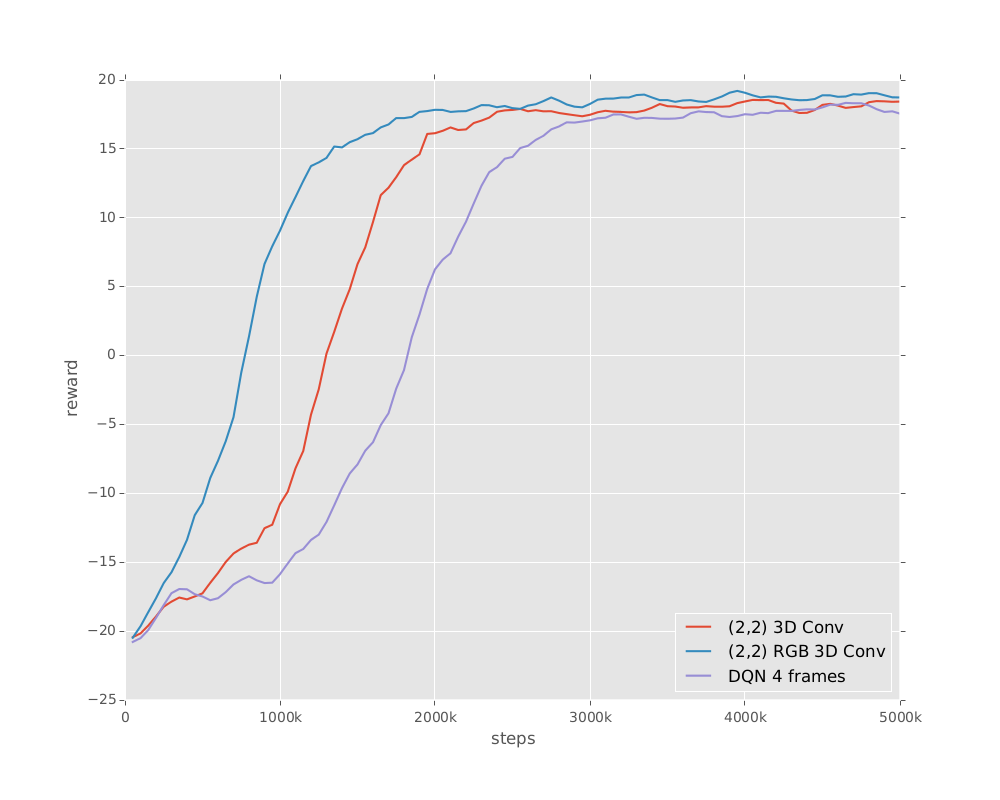 20
15
10
5
0
−5
−10
−15
−20
−25
reward
0 1000k 2000k 3000k 4000k 5000k
steps
(2,2) 3D Conv
(2,2) RGB 3D Conv
DQN 4 frames